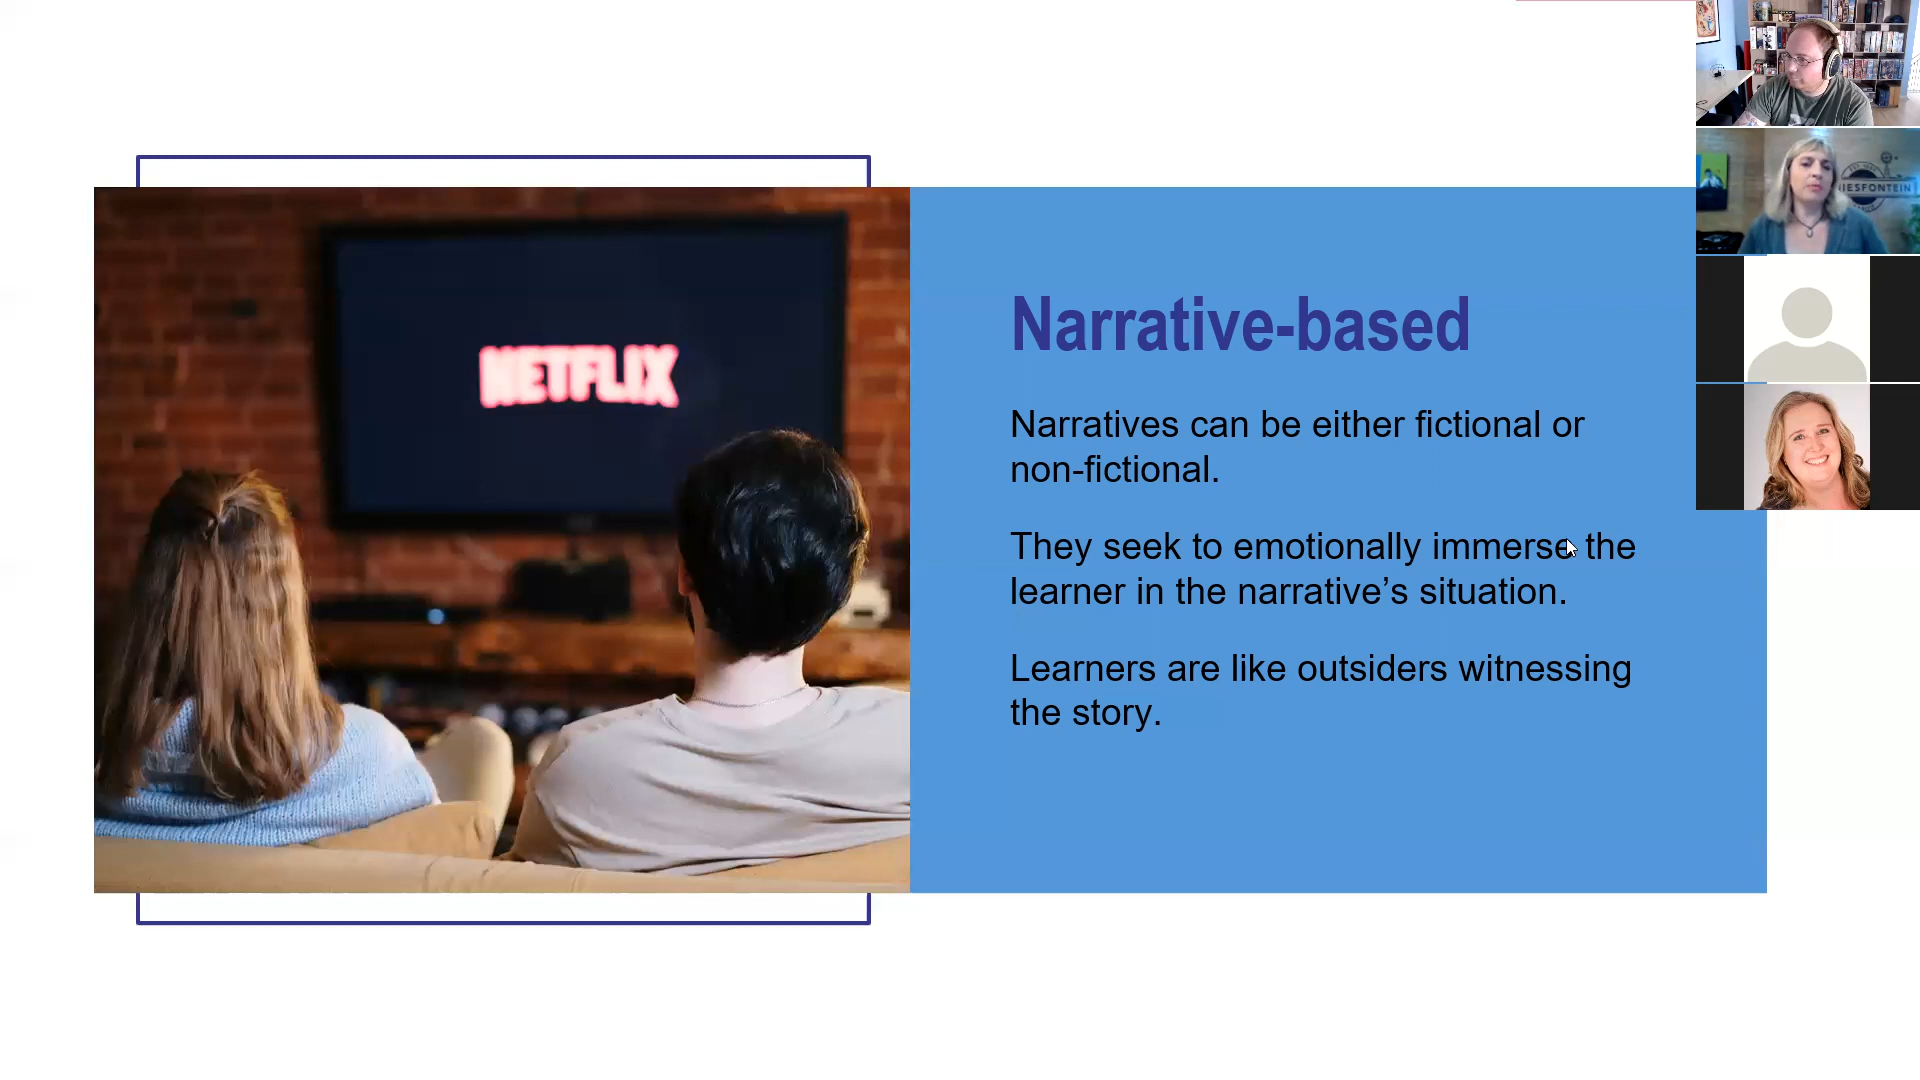 NETFLIX
Narrative-based
Narratives can be either fictional or
non-fictional.
They seek to emotionally immerse the
learner in the narrative’s situation.
Learners are like outsiders witnessing
the story.
IESFONTEIN